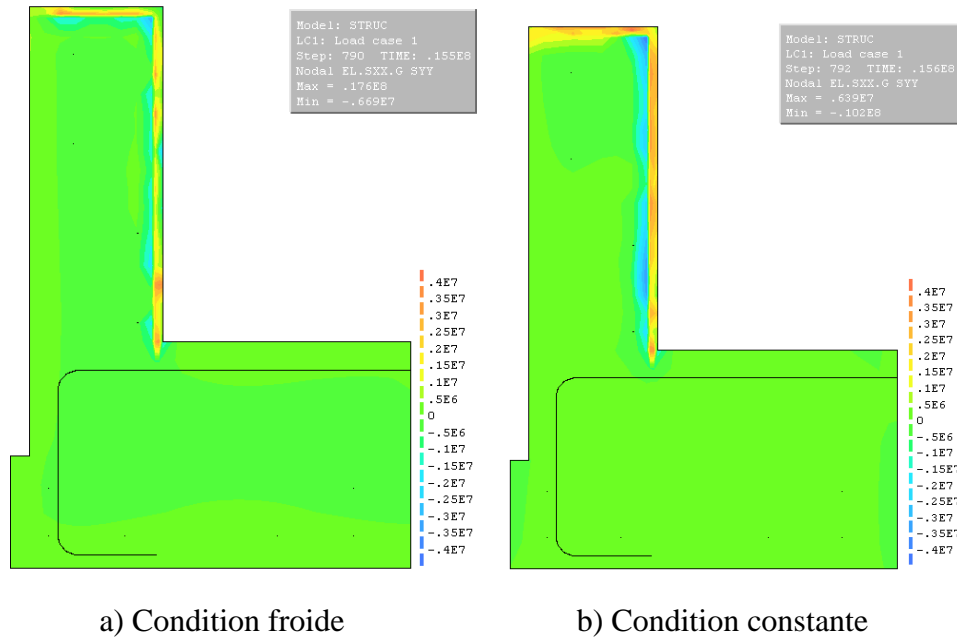 Model: STRUC
LC1: Load case 1
Step: 790 TIME: .155E8
Nodal EL.SXX.G SYY
Max = .176E8
Min = -.669E7
.4E7
.35E7
.3E7
.25E7
.2E7
.15E7
.1E7
.5E6
0
-.5E6
-.1E7
-.15E7
-.2E7
-.25E7
-.3E7
-.35E7
-.4E7
a) Condition froide
Model: STRUC
LC1: Load case 1
Step: 792 TIME: .156E8
Nodal EL.SXX.G SYY
Max = .639E7
Min = -.102E8
.4E7
.35E7
.3E7
.25E7
.2E7
.15E7
.1E7
.5E6
0
-.5E6
-.1E7
-.15E7
-.2E7
-.25E7
-.3E7
-.35E7
-.4E7
b) Condition constante